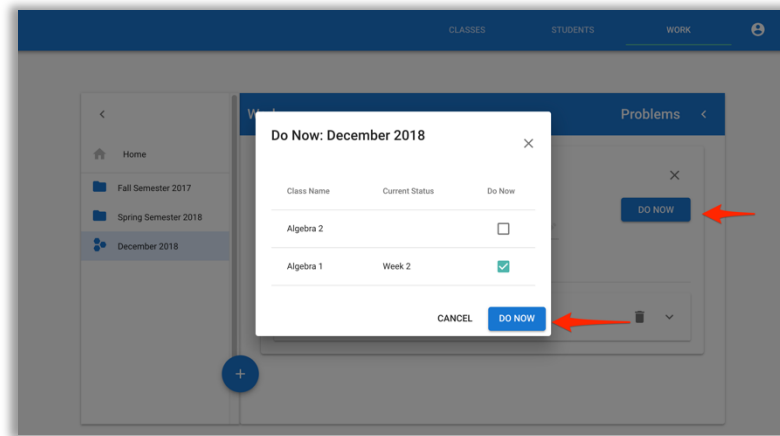 CLASSES STUDENTS WORK
Problems
Home
Fall Semester 2017
Spring Semester 2018
December 2018
DO NOW
Do Now: December 2018
Class Name Current Status Do Now
Algebra 2
Algebra 1 Week 2
CANCEL DO NOW